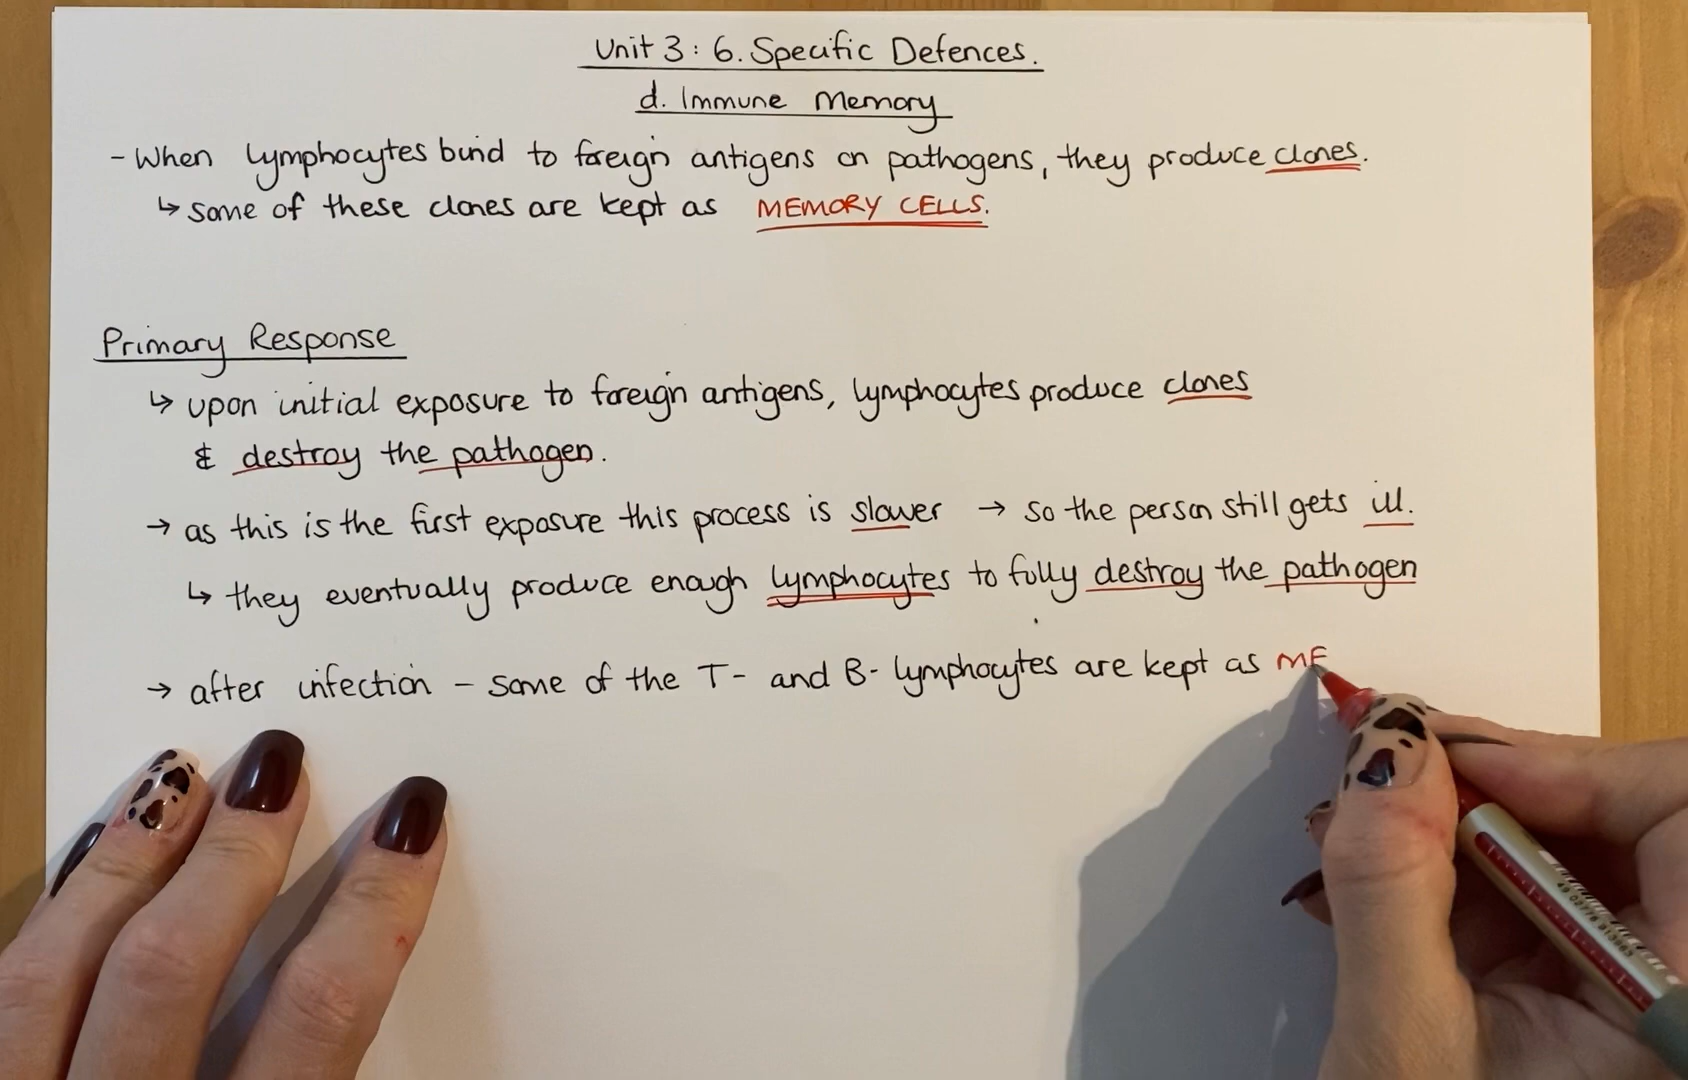 Unit 3 : 6. Specific Defences.
d. Immune Memory
- When lymphocytes bind to foreign antigens on pathogens, they produce clones.
↳ some of these clones are kept as MEMORY CELLS.
Primary Response
↳ upon initial exposure to foreign antigens, lymphocytes produce clones
& destroy the pathogen.
→ as this is the first exposure this process is slower → so the person still gets ill.
↳ they eventually produce enough lymphocytes to fully destroy the pathogen
→ after infection - some of the T- and B- lymphocytes are kept as ME